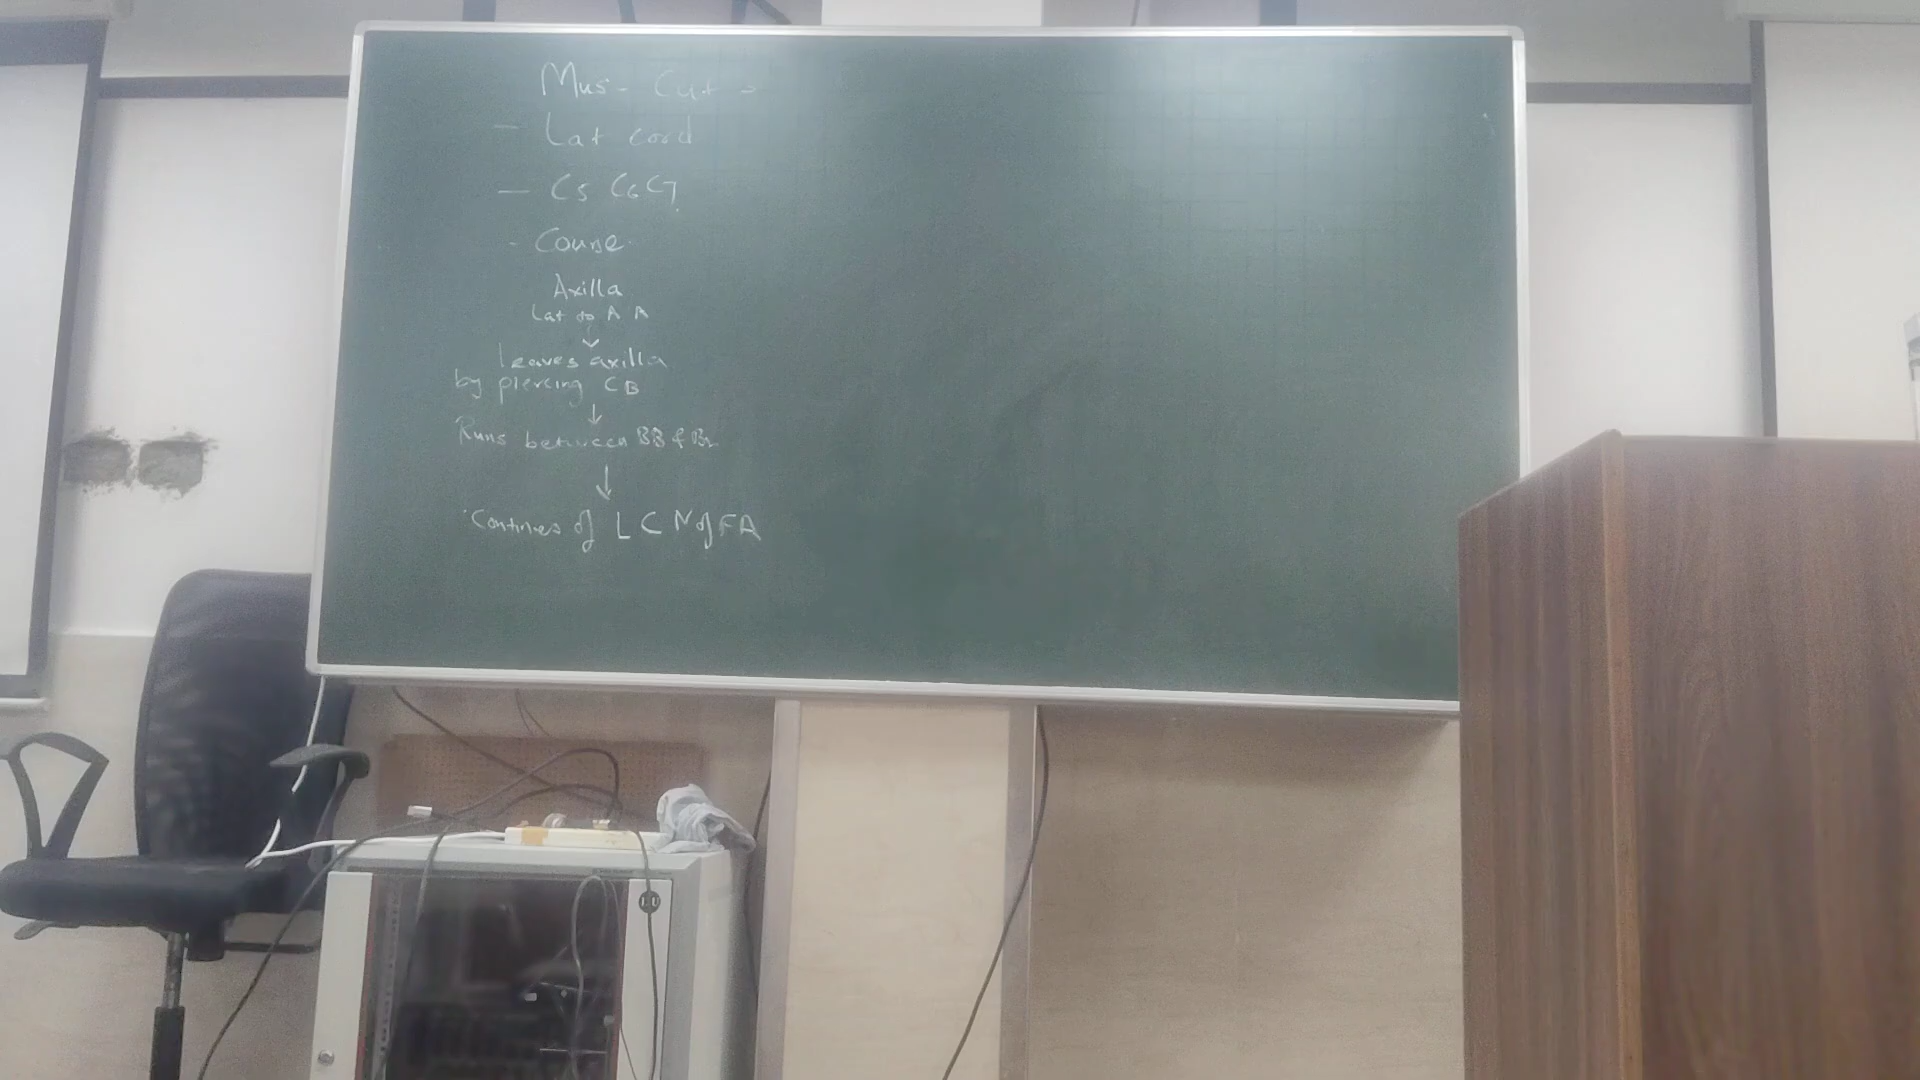 Mus- Cut
- Lat cord
- C5 C6 C7
- Course
Axilla
Lat to A A
↓
leaves axilla
by piercing CB
↓
Runs between BB & Br
↓
Continues of L C N of FA